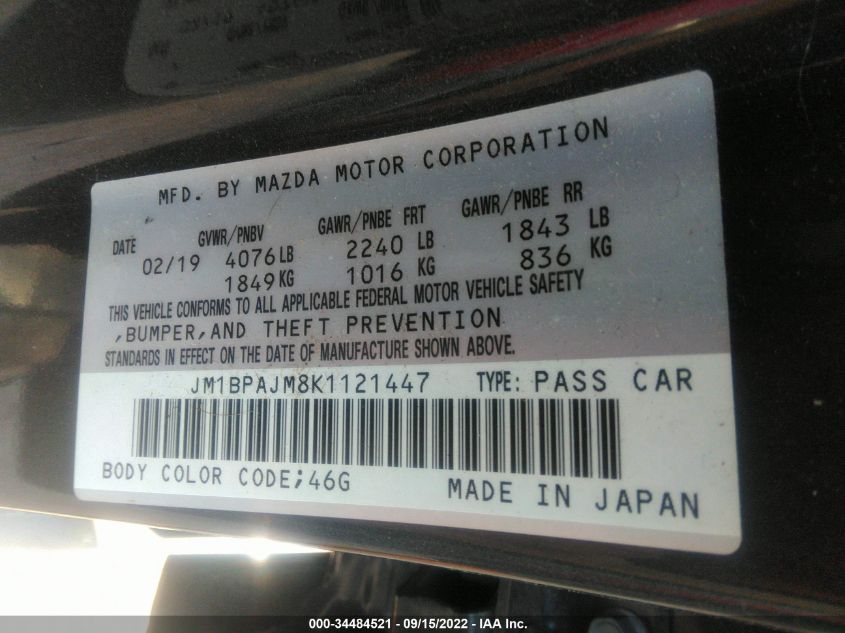 MFD. BY MAZDA MOTOR CORPORATION
DATE GVWR/PNBV GAWR/PNBE FRT GAWR/PNBE RR
02/19 4076LB 2240 LB 1843 LB
1849KG 1016 KG 836 KG
THIS VEHICLE CONFORMS TO ALL APPLICABLE FEDERAL MOTOR VEHICLE SAFETY
,BUMPER,AND THEFT PREVENTION
STANDARDS IN EFFECT ON THE DATE OF MANUFACTURE SHOWN ABOVE.
JM1BPAJM8K1121447 TYPE: PASS CAR
BODY COLOR CODE;46G MADE IN JAPAN
000-34484521 - 09/15/2022 - IAA Inc.